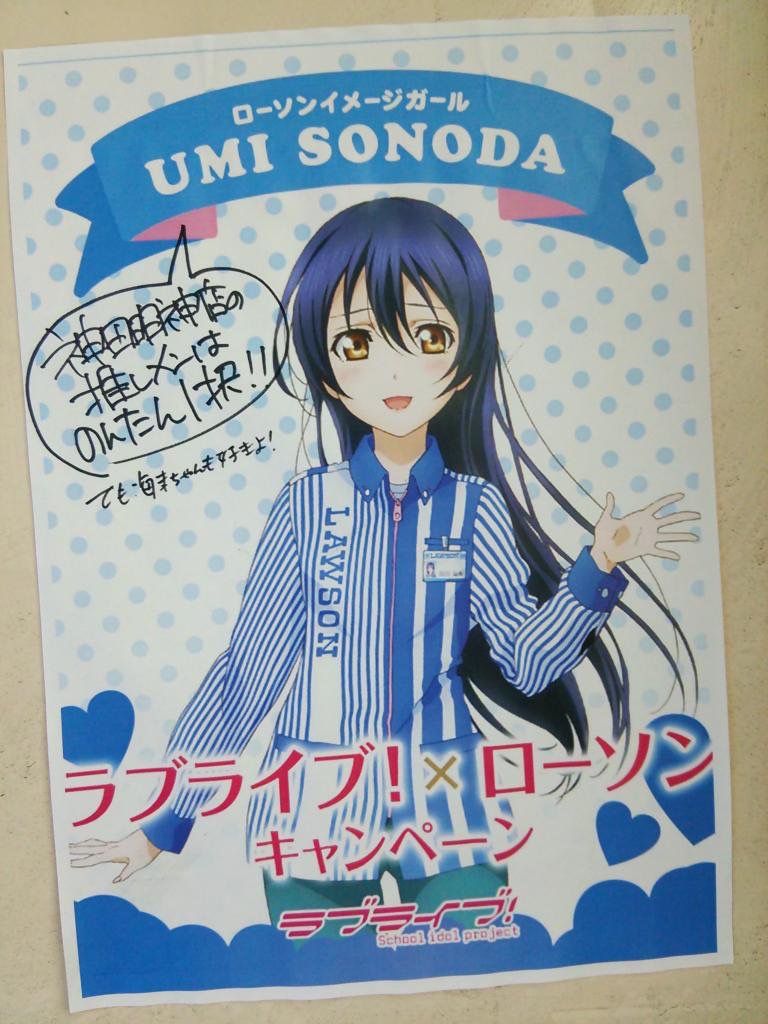 ローソンイメージガール
UMI SONODA
神田明神店の
推しメンは
のんたん1択!!
でも海未ちゃんも好きよ!
LAWSON
LAWSON
ラブライブ!×ローソン
キャンペーン
ラブライブ!
School idol project